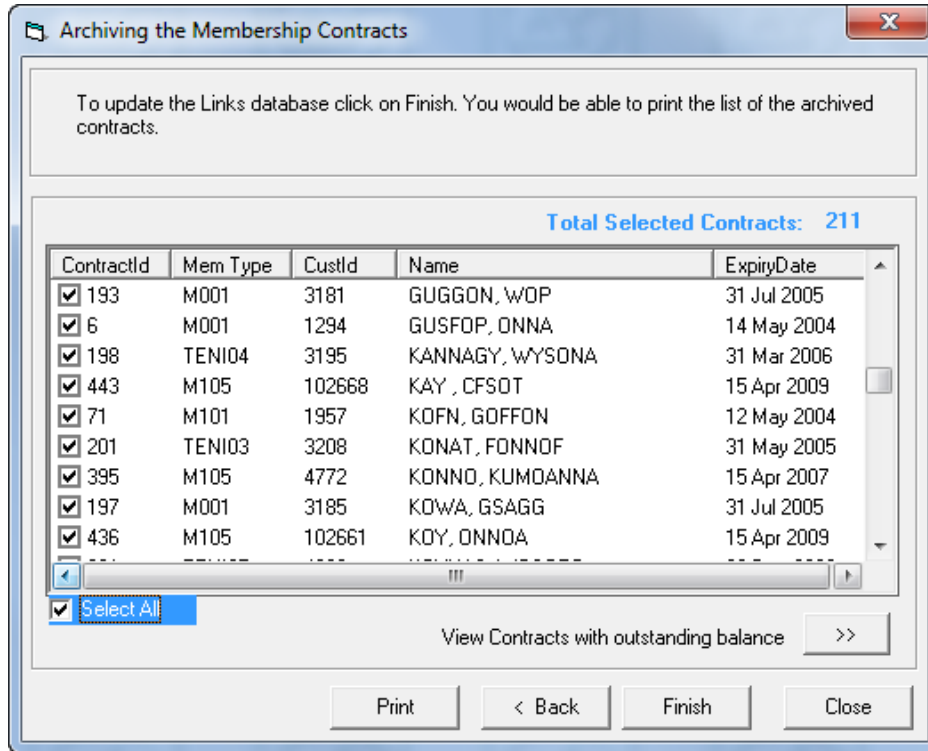 Archiving the Membership Contracts
To update the Links database click on Finish. You would be able to print the list of the archived
contracts.
Total Selected Contracts: 211
ContractId Mem Type CustId Name ExpiryDate
193 M001 3181 GUGGON, WOP 31 Jul 2005
6 M001 1294 GUSFOP, ONNA 14 May 2004
198 TENI04 3195 KANNAGY, WYSONA 31 Mar 2006
443 M105 102668 KAY , CFSOT 15 Apr 2009
71 M101 1957 KOFN, GOFFON 12 May 2004
201 TENI03 3208 KONAT, FONNOF 31 May 2005
395 M105 4772 KONNO, KUMOANNA 15 Apr 2007
197 M001 3185 KOWA, GSAGG 31 Jul 2005
436 M105 102661 KOY, ONNOA 15 Apr 2009
Select All
View Contracts with outstanding balance >>
Print < Back Finish Close